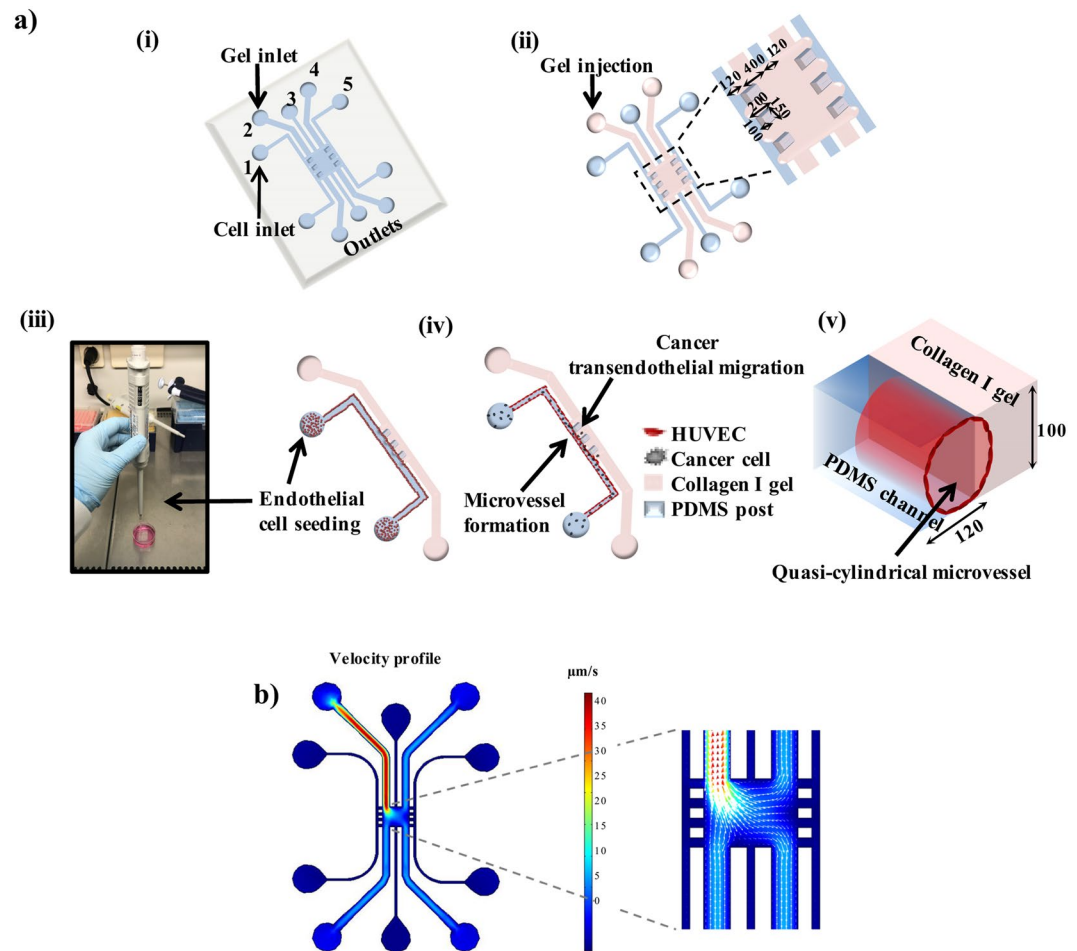 a)
(i)
Gel inlet
1
2
3
4
5
Cell inlet
Outlets
(ii)
Gel injection
120
400
120
200
150
100
(iii)
Endothelial
cell seeding
(iv)
Cancer
transendothelial migration
Microvessel
formation
HUVEC
Cancer cell
Collagen I gel
PDMS post
(v)
Collagen I gel
100
PDMS channel
120
Quasi-cylindrical microvessel
b)
Velocity profile
µm/s
40
35
30
25
20
15
10
5
0